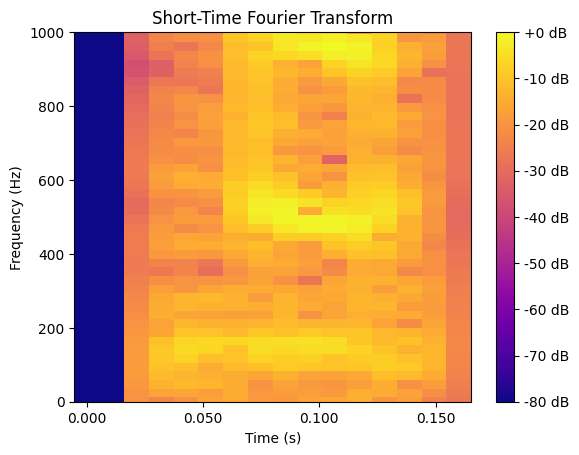 Short-Time Fourier Transform
1000
800
600
400
200
0
Frequency (Hz)
0.000
0.050
0.100
0.150
Time (s)
+0 dB
-10 dB
-20 dB
-30 dB
-40 dB
-50 dB
-60 dB
-70 dB
-80 dB